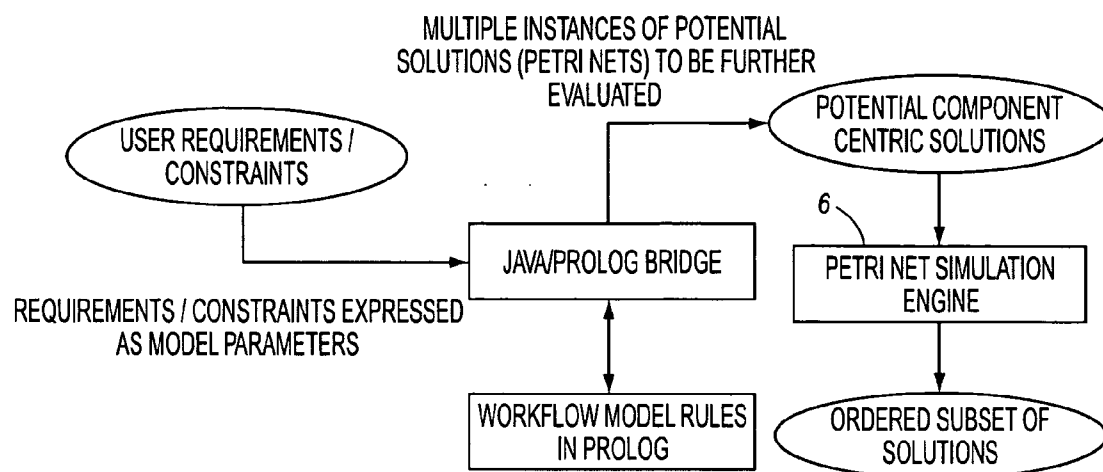 MULTIPLE INSTANCES OF POTENTIAL
SOLUTIONS (PETRI NETS) TO BE FURTHER
EVALUATED
USER REQUIREMENTS /
CONSTRAINTS
POTENTIAL COMPONENT
CENTRIC SOLUTIONS
6
JAVA/PROLOG BRIDGE
PETRI NET SIMULATION
ENGINE
REQUIREMENTS / CONSTRAINTS EXPRESSED
AS MODEL PARAMETERS
WORKFLOW MODEL RULES
IN PROLOG
ORDERED SUBSET OF
SOLUTIONS